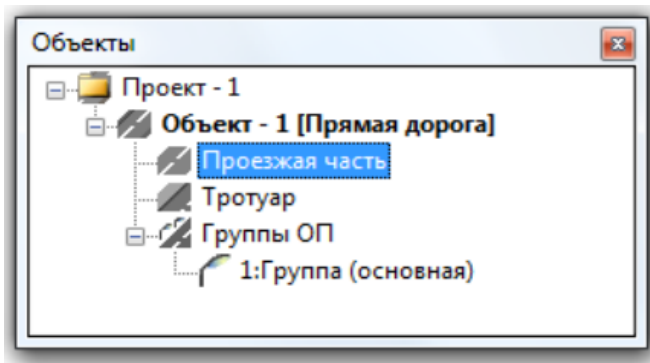 Объекты
Проект - 1
Объект - 1 [Прямая дорога]
Проезжая часть
Тротуар
Группы ОП
1:Группа (основная)